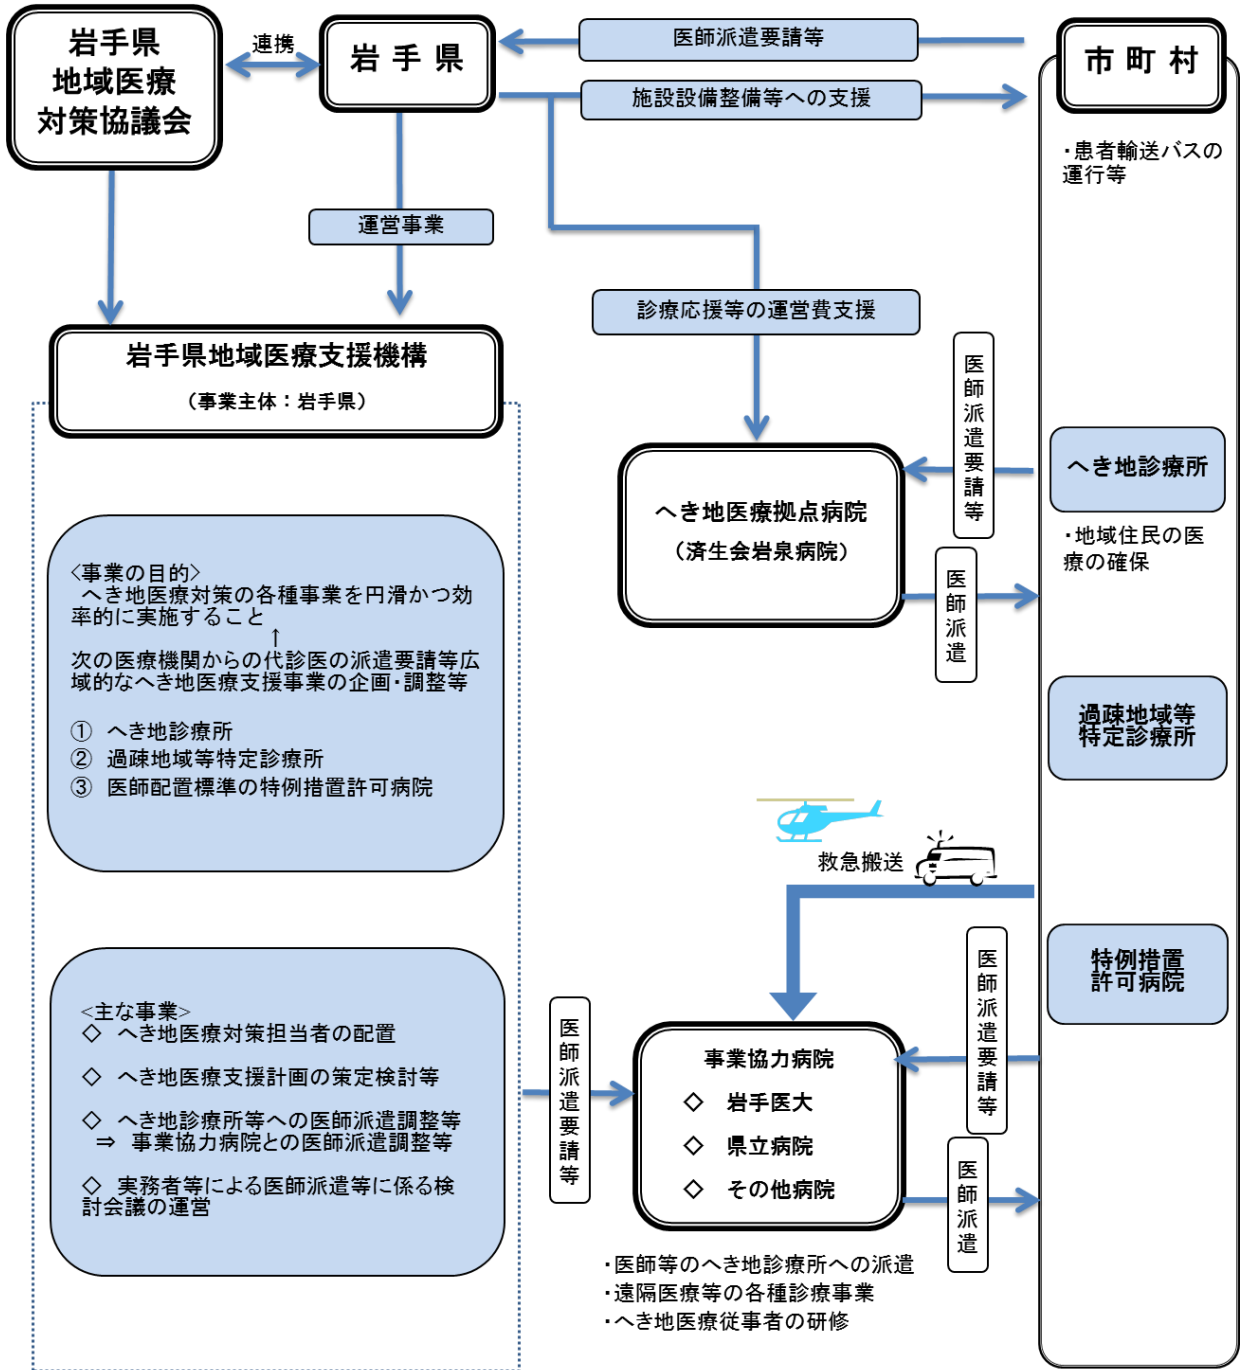 岩手県
地域医療
対策協議会
連携
岩 手 県
医師派遣要請等
施設設備整備等への支援
市 町 村
・患者輸送バスの
運行等
運営事業
診療応援等の運営費支援
岩手県地域医療支援機構
（事業主体：岩手県）
医師派遣要請等
へき地診療所
・地域住民の医
療の確保
へき地医療拠点病院
（済生会岩泉病院）
医師派遣
<事業の目的>
へき地医療対策の各種事業を円滑かつ効
率的に実施すること
↑
次の医療機関からの代診医の派遣要請等広
域的なへき地医療支援事業の企画・調整等
① へき地診療所
② 過疎地域等特定診療所
③ 医師配置標準の特例措置許可病院
過疎地域等
特定診療所
救急搬送
特例措置
許可病院
<主な事業>
◇ へき地医療対策担当者の配置
◇ へき地医療支援計画の策定検討等
◇ へき地診療所等への医師派遣調整等
⇒ 事業協力病院との医師派遣調整等
◇ 実務者等による医師派遣等に係る検
討会議の運営
医師派遣要請等
事業協力病院
◇ 岩手医大
◇ 県立病院
◇ その他病院
医師派遣要請等
医師派遣
・医師等のへき地診療所への派遣
・遠隔医療等の各種診療事業
・へき地医療従事者の研修